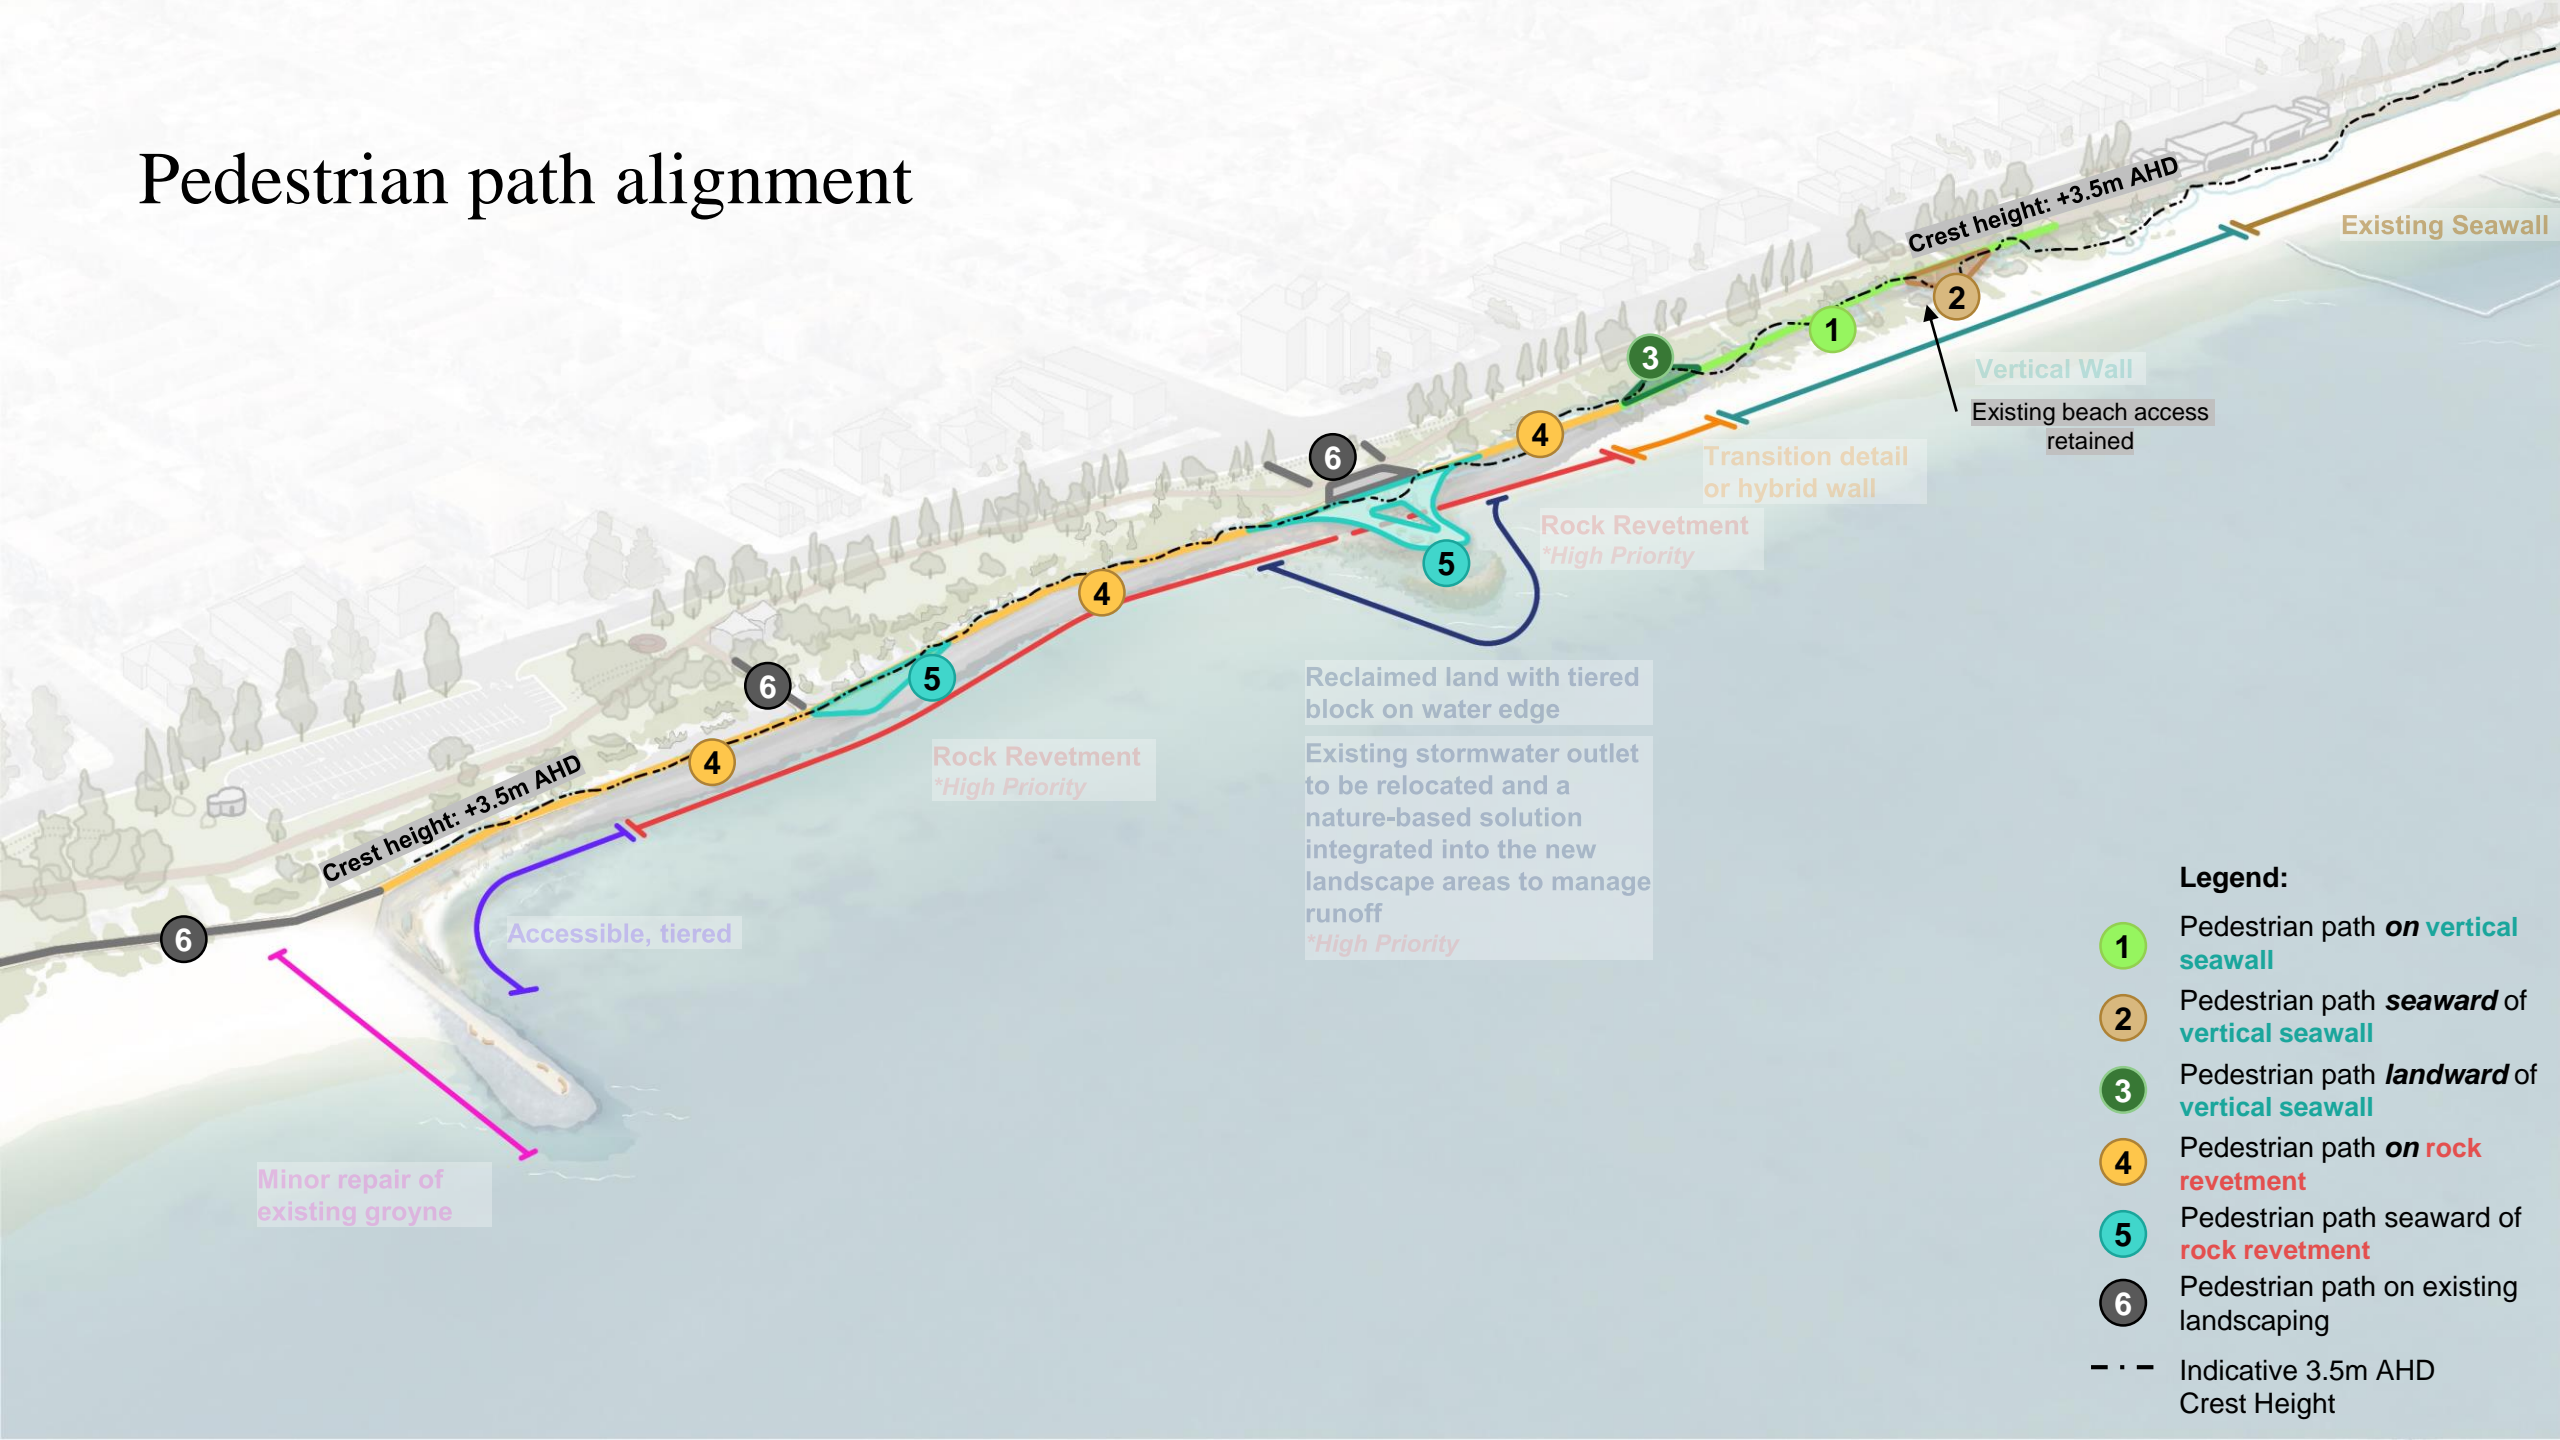 Pedestrian path alignment
Crest height: +3.5m AHD
Existing Seawall
2
1
3
Vertical Wall
Existing beach access
retained
4
6
Transition detail
or hybrid wall
Rock Revetment
*High Priority
5
4
6
5
Reclaimed land with tiered
block on water edge
4
Rock Revetment
*High Priority
Existing stormwater outlet
to be relocated and a
nature-based solution
integrated into the new
landscape areas to manage
runoff
*High Priority
Crest height: +3.5m AHD
6
Accessible, tiered
Minor repair of
existing groyne
Legend:
1 Pedestrian path on vertical
seawall
2 Pedestrian path seaward of
vertical seawall
3 Pedestrian path landward of
vertical seawall
4 Pedestrian path on rock
revetment
5 Pedestrian path seaward of
rock revetment
6 Pedestrian path on existing
landscaping
Indicative 3.5m AHD
Crest Height